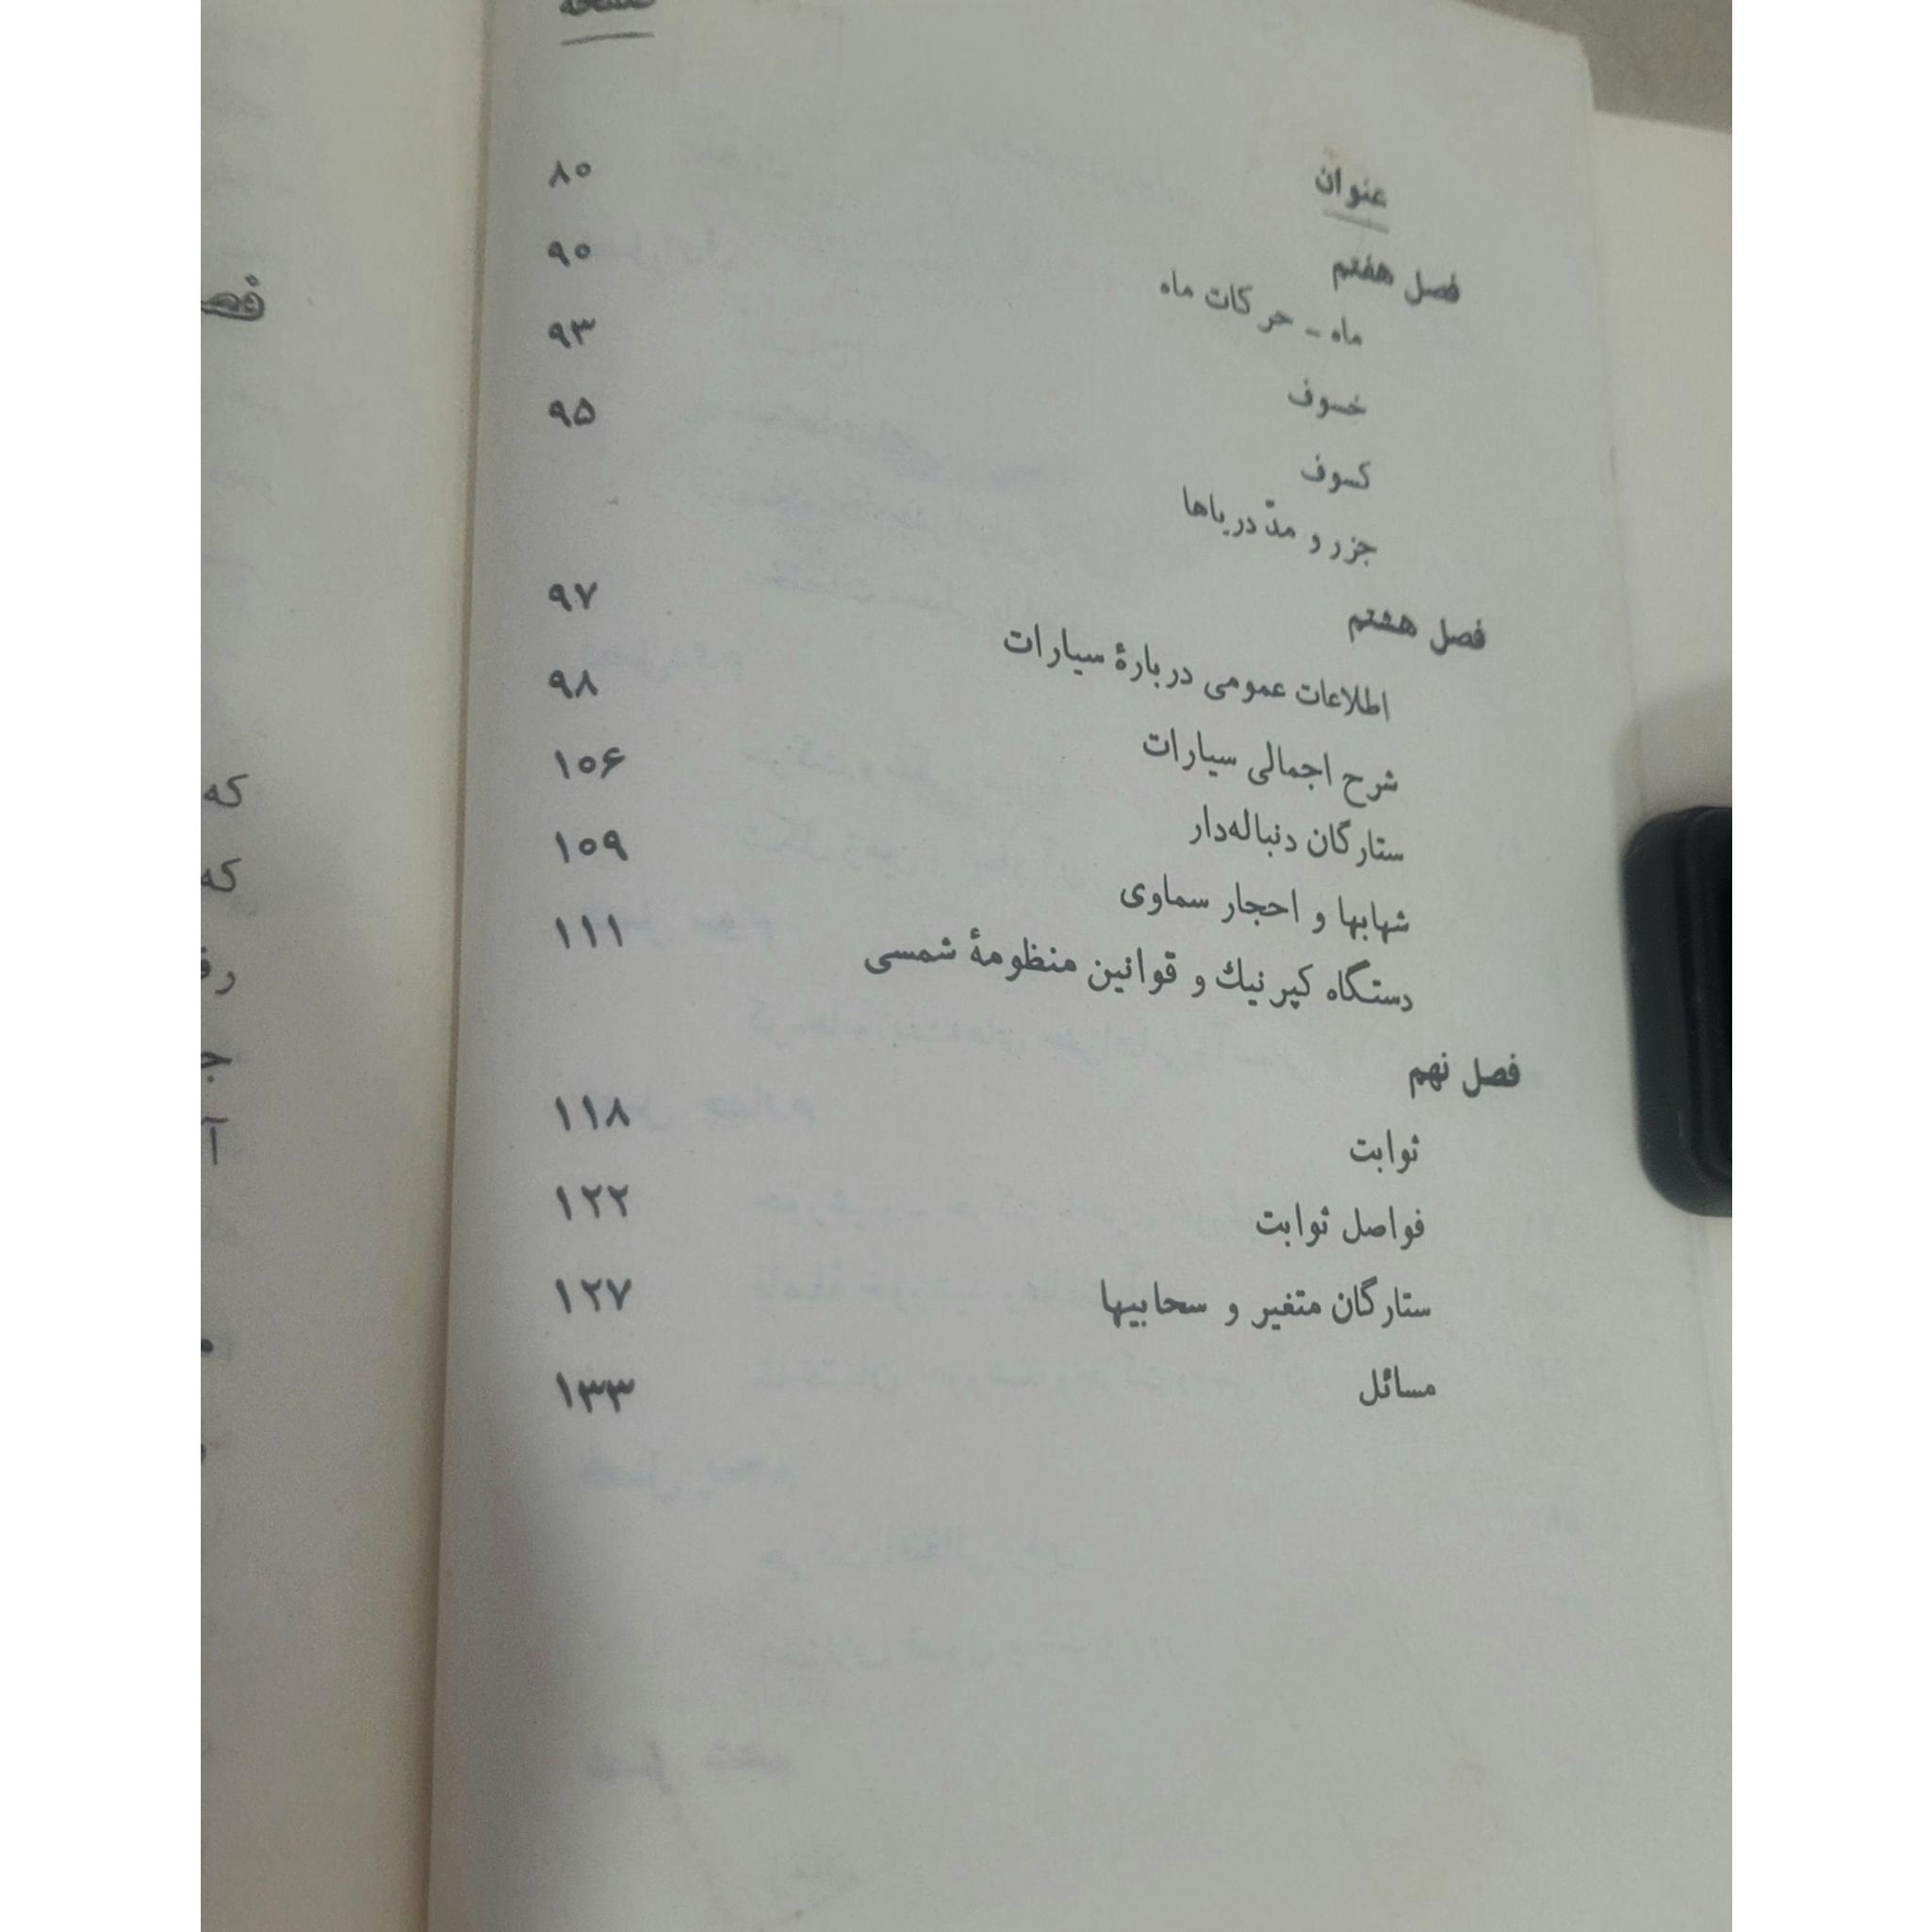 عنوان
فصل هفتم
ماه - حرکات ماه ۸۰
خسوف ۹۰
کسوف ۹۳
جزر و مدّ دریاها ۹۵
فصل هشتم
اطلاعات عمومی دربارهٔ سیارات ۹۷
شرح اجمالی سیارات ۹۸
ستارگان دنباله‌دار ۱۰۶
شهابها و احجار سماوی ۱۰۹
دستگاه کپرنیك و قوانین منظومهٔ شمسی ۱۱۱
فصل نهم
ثوابت ۱۱۸
فواصل ثوابت ۱۲۲
ستارگان متغیر و سحابیها ۱۲۷
مسائل ۱۳۳
که
که